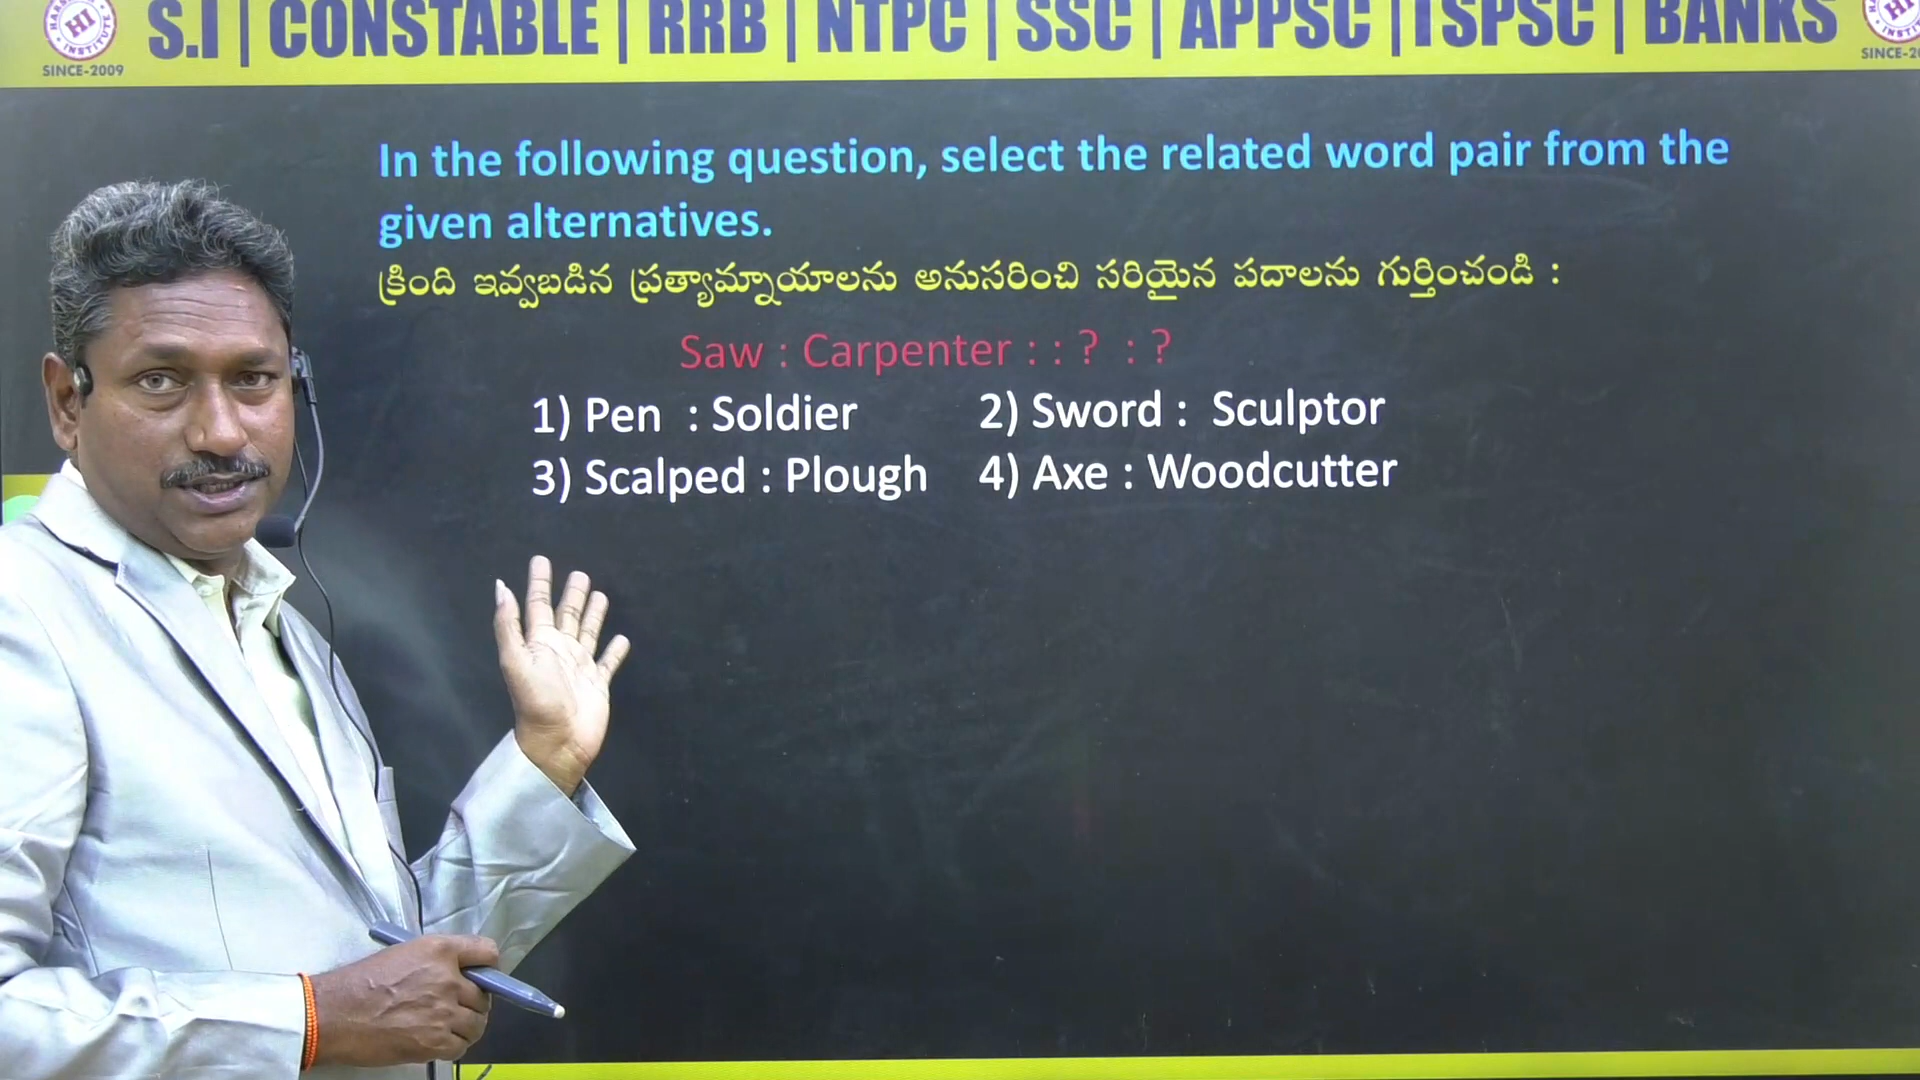 S.I | CONSTABLE | RRB | NTPC | SSC | APPSC | TSPSC | BANKS
HI
INSTITUTE
SINCE-2009
In the following question, select the related word pair from the
given alternatives.
క్రింది ఇవ్వబడిన ప్రత్యామ్నాయాలను అనుసరించి సరియైన పదాలను గుర్తించండి :
Saw : Carpenter : : ? : ?
1) Pen : Soldier 2) Sword : Sculptor
3) Scalped : Plough 4) Axe : Woodcutter